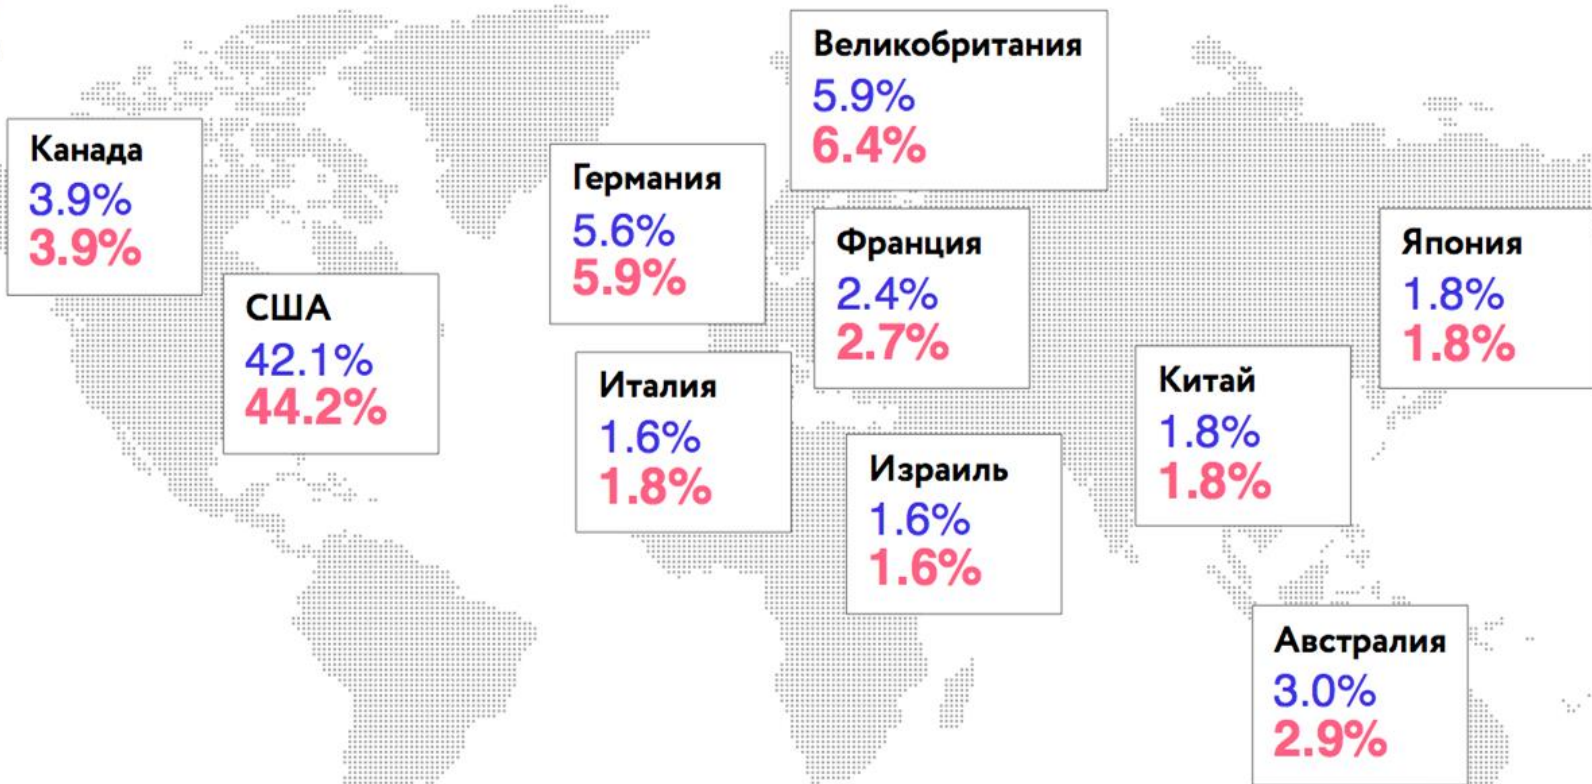 Великобритания
5.9%
6.4%
Канада
3.9%
3.9%
Германия
5.6%
5.9%
Франция
2.4%
2.7%
Япония
1.8%
1.8%
США
42.1%
44.2%
Италия
1.6%
1.8%
Китай
1.8%
1.8%
Израиль
1.6%
1.6%
Австралия
3.0%
2.9%